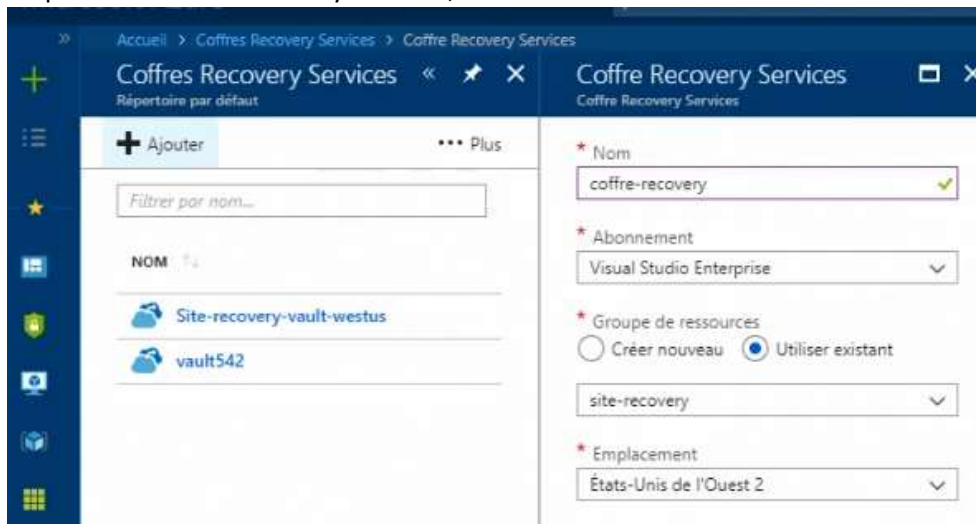 Accueil > Coffres Recovery Services > Coffre Recovery Services
Coffres Recovery Services
Répertoire par défaut
Ajouter
Plus
Filtrer par nom...
NOM
Site-recovery-vault-westus
vault542
Coffre Recovery Services
Coffre Recovery Services
* Nom
coffre-recovery
* Abonnement
Visual Studio Enterprise
* Groupe de ressources
Créer nouveau Utiliser existant
site-recovery
* Emplacement
États-Unis de l'Ouest 2